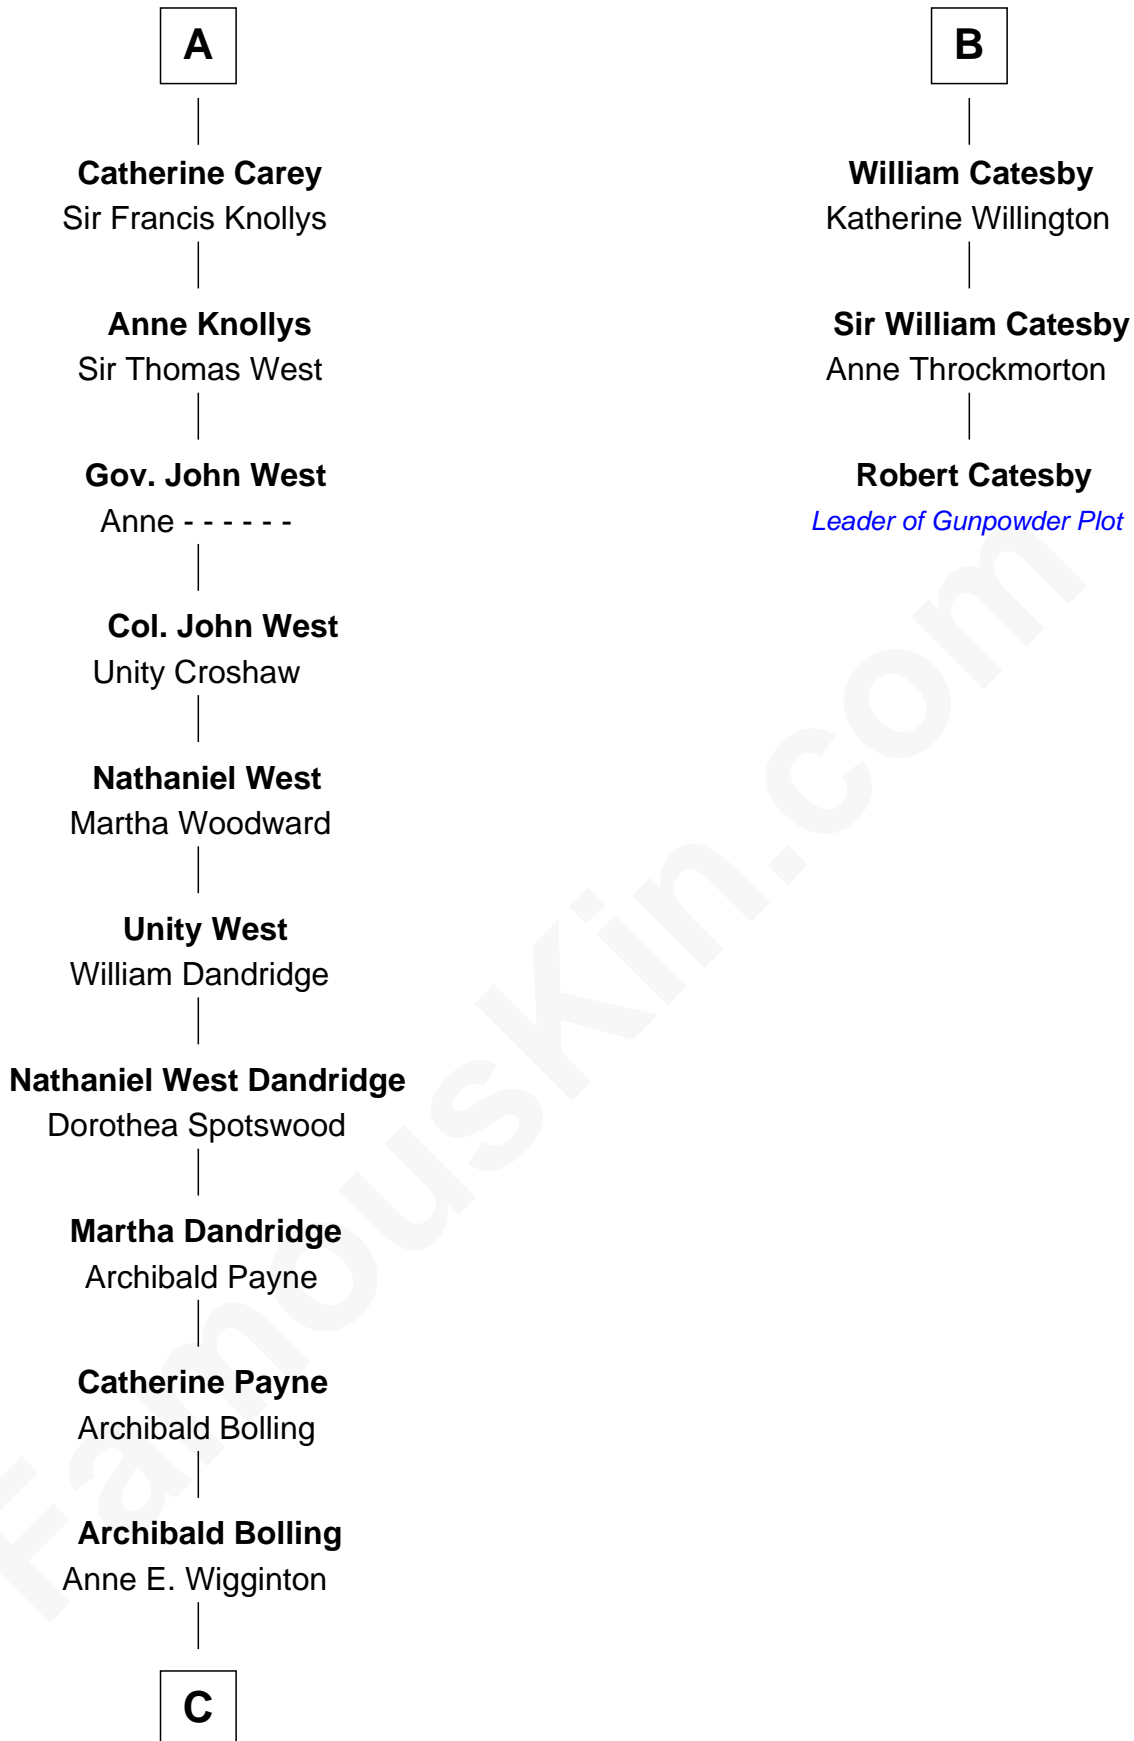 A
Catherine Carey
Sir Francis Knollys
Anne Knollys
Sir Thomas West
Gov. John West
Anne - - - - - -
Col. John West
Unity Croshaw
Nathaniel West
Martha Woodward
Unity West
William Dandridge
Nathaniel West Dandridge
Dorothea Spotswood
Martha Dandridge
Archibald Payne
Catherine Payne
Archibald Bolling
Archibald Bolling
Anne E. Wigginton
C
B
William Catesby
Katherine Willington
Sir William Catesby
Anne Throckmorton
Robert Catesby
Leader of Gunpowder Plot
FamousKin.com